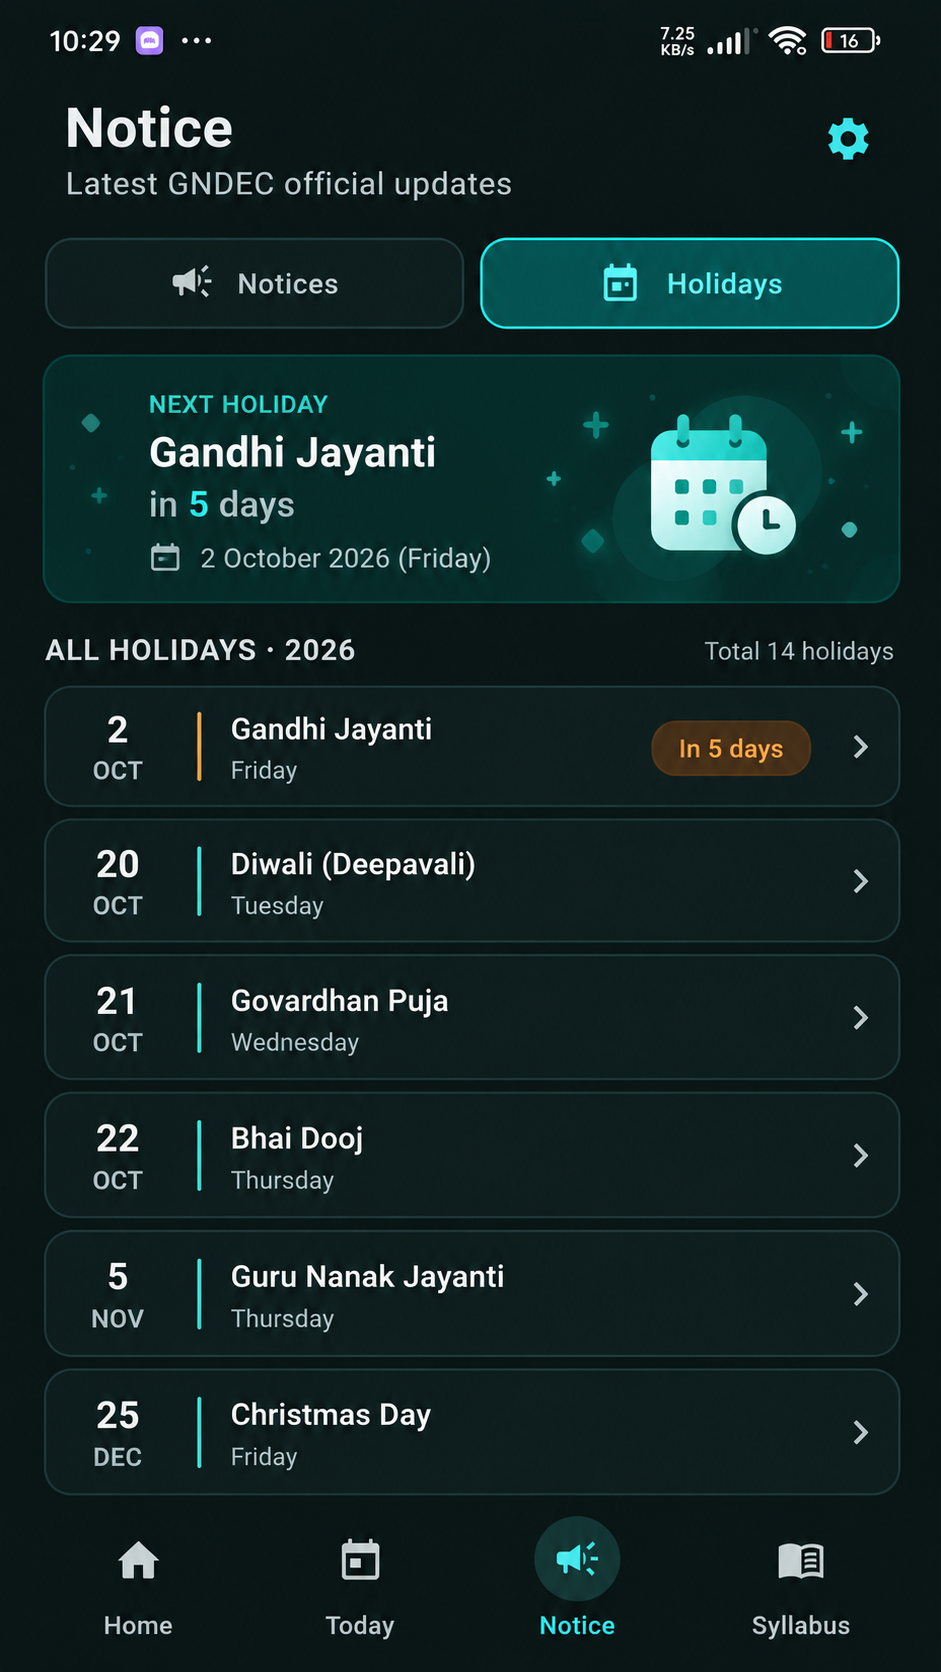 10:29 ... 7.25 KB/s 16
Notice
Latest GNDEC official updates
Notices
Holidays
NEXT HOLIDAY
Gandhi Jayanti
in 5 days
2 October 2026 (Friday)
ALL HOLIDAYS · 2026
Total 14 holidays
2 OCT
Gandhi Jayanti
Friday
In 5 days
20 OCT
Diwali (Deepavali)
Tuesday
21 OCT
Govardhan Puja
Wednesday
22 OCT
Bhai Dooj
Thursday
5 NOV
Guru Nanak Jayanti
Thursday
25 DEC
Christmas Day
Friday
Home
Today
Notice
Syllabus